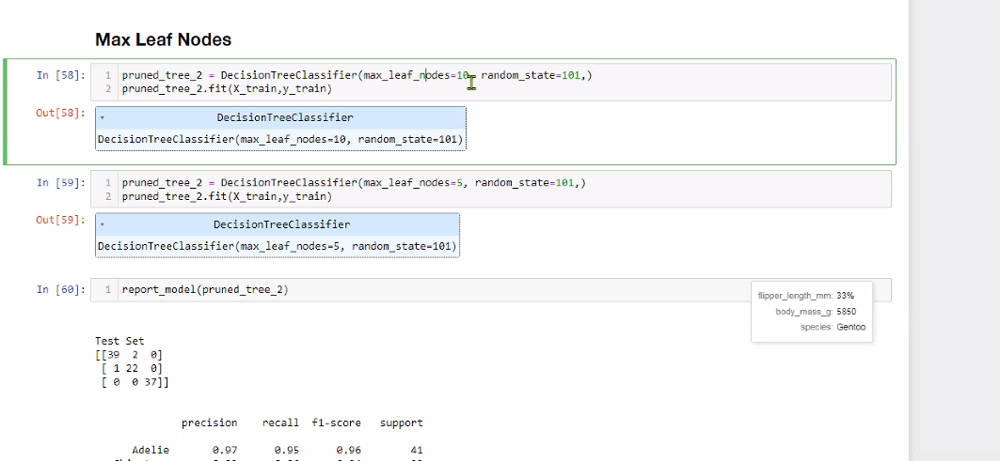 Max Leaf Nodes
In [58]:
1 pruned_tree_2 = DecisionTreeClassifier(max_leaf_nodes=10, random_state=101,)
2 pruned_tree_2.fit(X_train,y_train)
Out[58]:
DecisionTreeClassifier
DecisionTreeClassifier(max_leaf_nodes=10, random_state=101)
In [59]:
1 pruned_tree_2 = DecisionTreeClassifier(max_leaf_nodes=5, random_state=101,)
2 pruned_tree_2.fit(X_train,y_train)
Out[59]:
DecisionTreeClassifier
DecisionTreeClassifier(max_leaf_nodes=5, random_state=101)
In [60]:
1 report_model(pruned_tree_2)
flipper_length_mm: 33%
body_mass_g: 5850
species: Gentoo
Test Set
[[39 2 0]
[ 1 22 0]
[ 0 0 37]]
precision recall f1-score support
Adelie 0.97 0.95 0.96 41